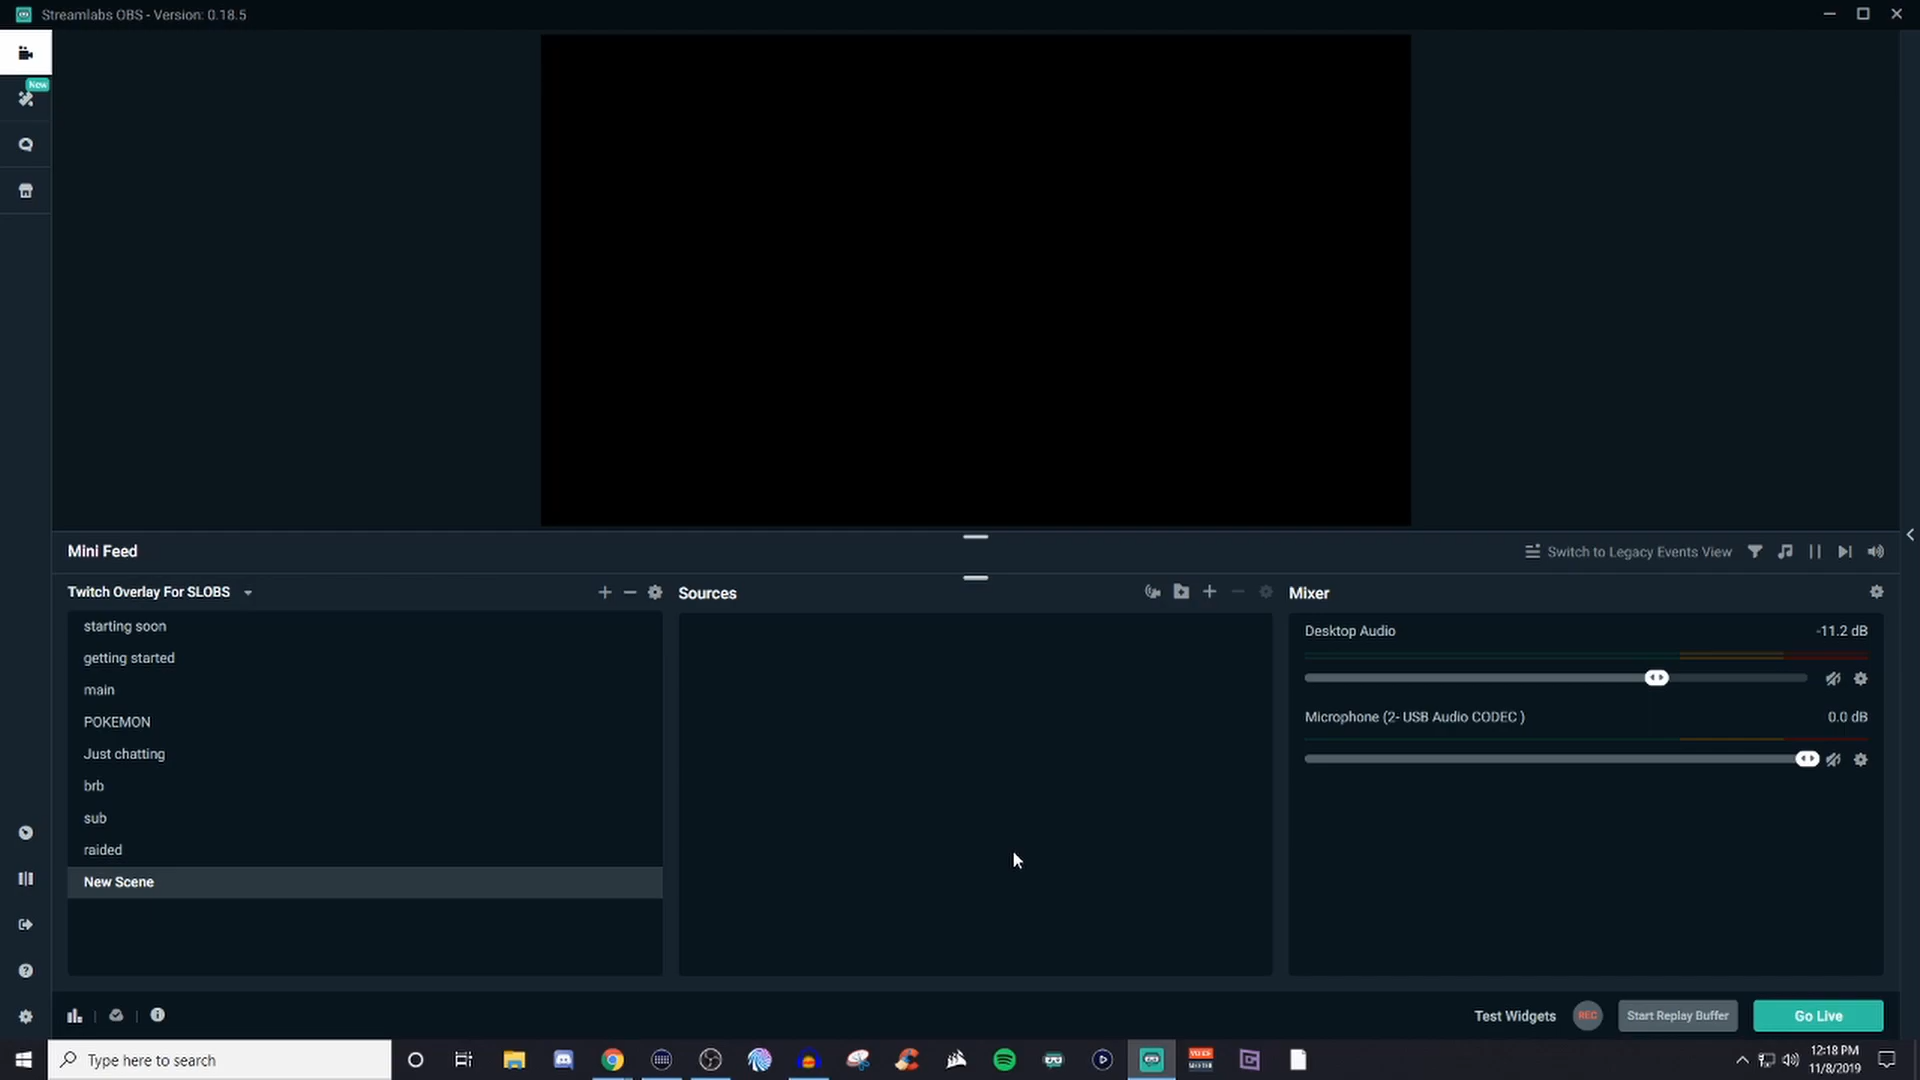 Streamlabs OBS - Version: 0.18.5
New
Mini Feed
Switch to Legacy Events View
Twitch Overlay For SLOBS
Sources
Mixer
starting soon
getting started
main
POKEMON
Just chatting
brb
sub
raided
New Scene
Desktop Audio
-11.2 dB
Microphone (2- USB Audio CODEC )
0.0 dB
Test Widgets
REC
Start Replay Buffer
Go Live
Type here to search
12:18 PM
11/8/2019